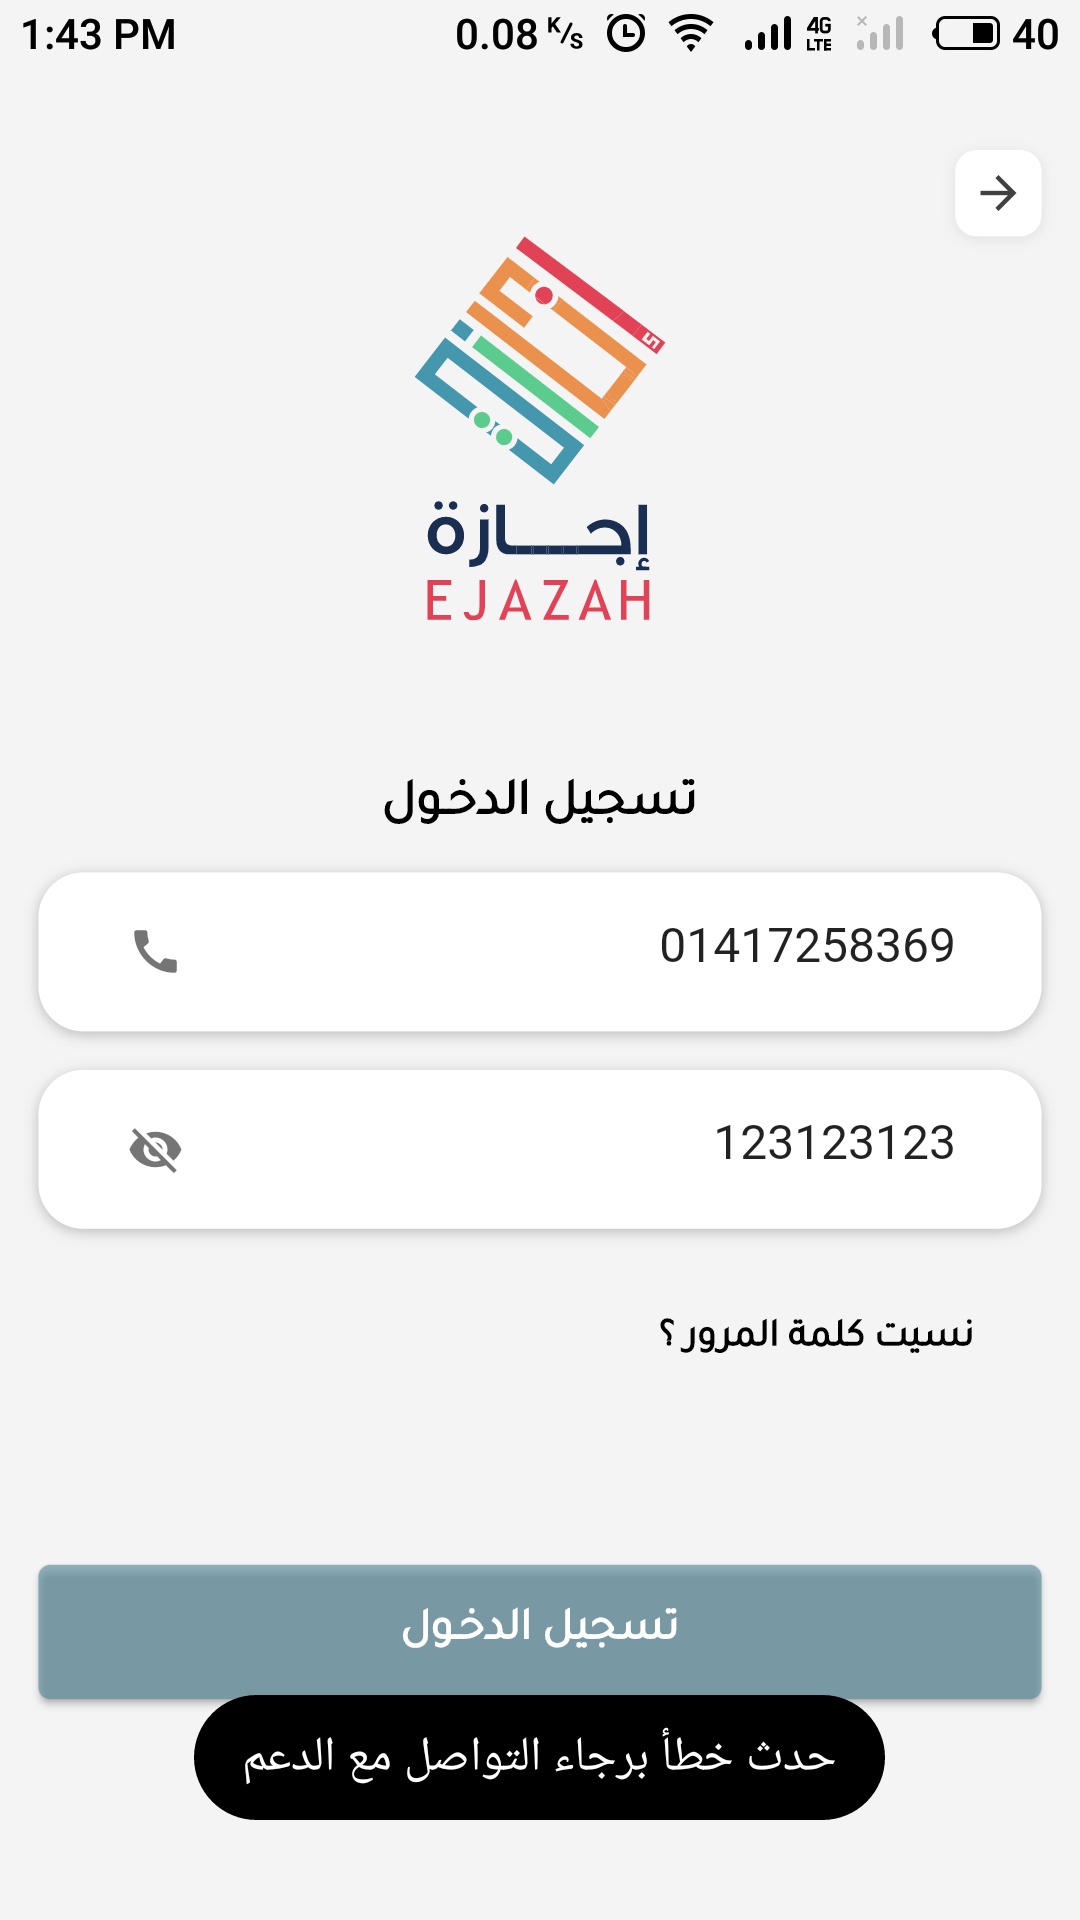 1:43 PM 0.08 K/s 4G LTE 40
إجازة
EJAZAH
تسجيل الدخول
01417258369
123123123
نسيت كلمة المرور ؟
تسجيل الدخول
حدث خطأ برجاء التواصل مع الدعم